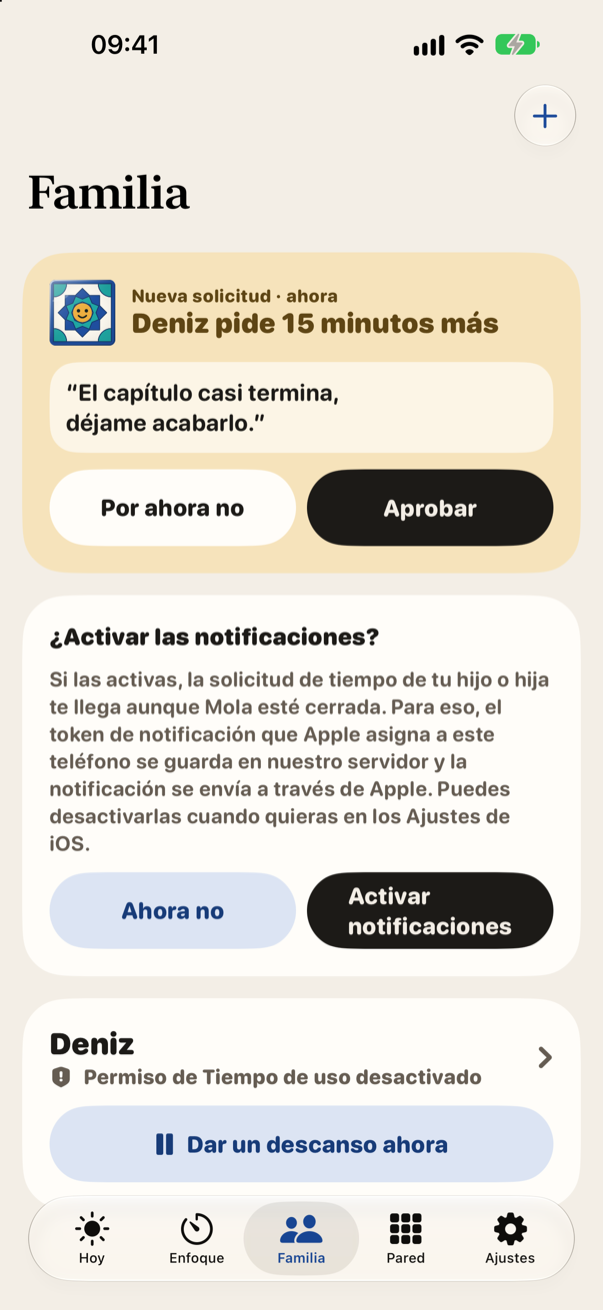 09:41
Familia
Nueva solicitud · ahora
Deniz pide 15 minutos más
“El capítulo casi termina,
déjame acabarlo.”
Por ahora no
Aprobar
¿Activar las notificaciones?
Si las activas, la solicitud de tiempo de tu hijo o hija
te llega aunque Mola esté cerrada. Para eso, el
token de notificación que Apple asigna a este
teléfono se guarda en nuestro servidor y la
notificación se envía a través de Apple. Puedes
desactivarlas cuando quieras en los Ajustes de
iOS.
Ahora no
Activar
notificaciones
Deniz
Permiso de Tiempo de uso desactivado
Dar un descanso ahora
Hoy
Enfoque
Familia
Pared
Ajustes